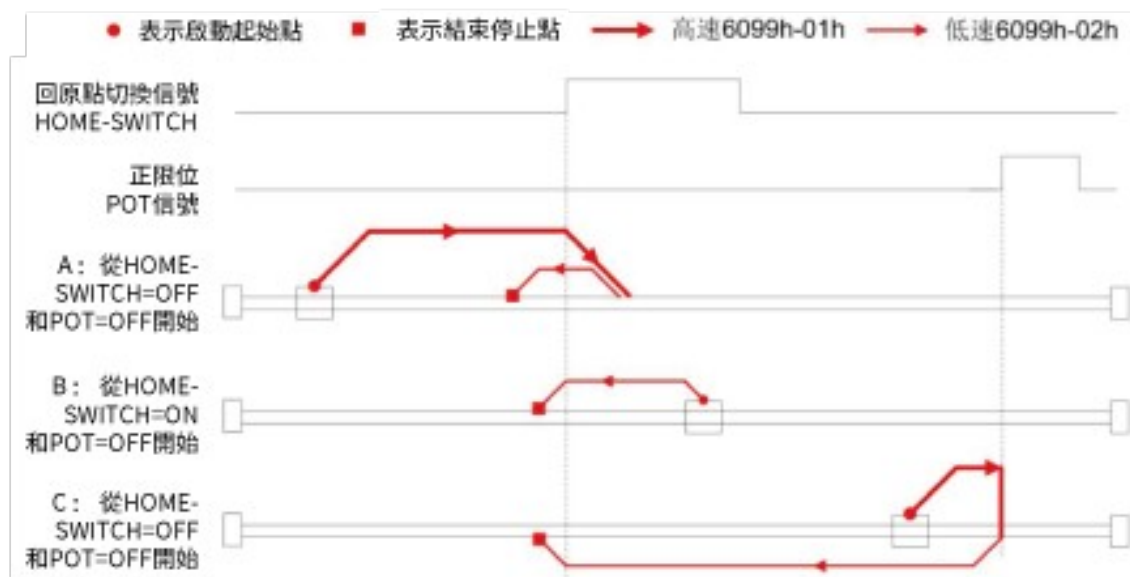 表示啟動起始點 表示結束停止點 高速6099h-01h 低速6099h-02h
回原點切換信號
HOME-SWITCH
正限位
POT信號
A：從HOME-
SWITCH=OFF
和POT=OFF開始
B：從HOME-
SWITCH=ON
和POT=OFF開始
C：從HOME-
SWITCH=OFF
和POT=OFF開始